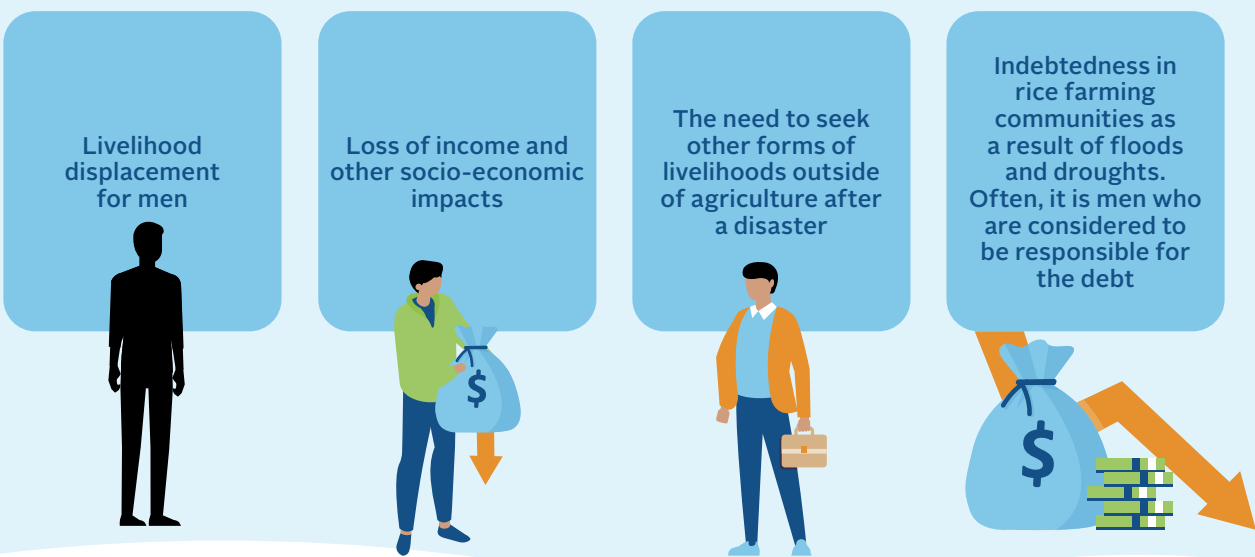 Livelihood
displacement
for men
Loss of income and
other socio-economic
impacts
The need to seek
other forms of
livelihoods outside
of agriculture after
a disaster
Indebtedness in
rice farming
communities as
a result of floods
and droughts.
Often, it is men who
are considered to
be responsible for
the debt
$
$